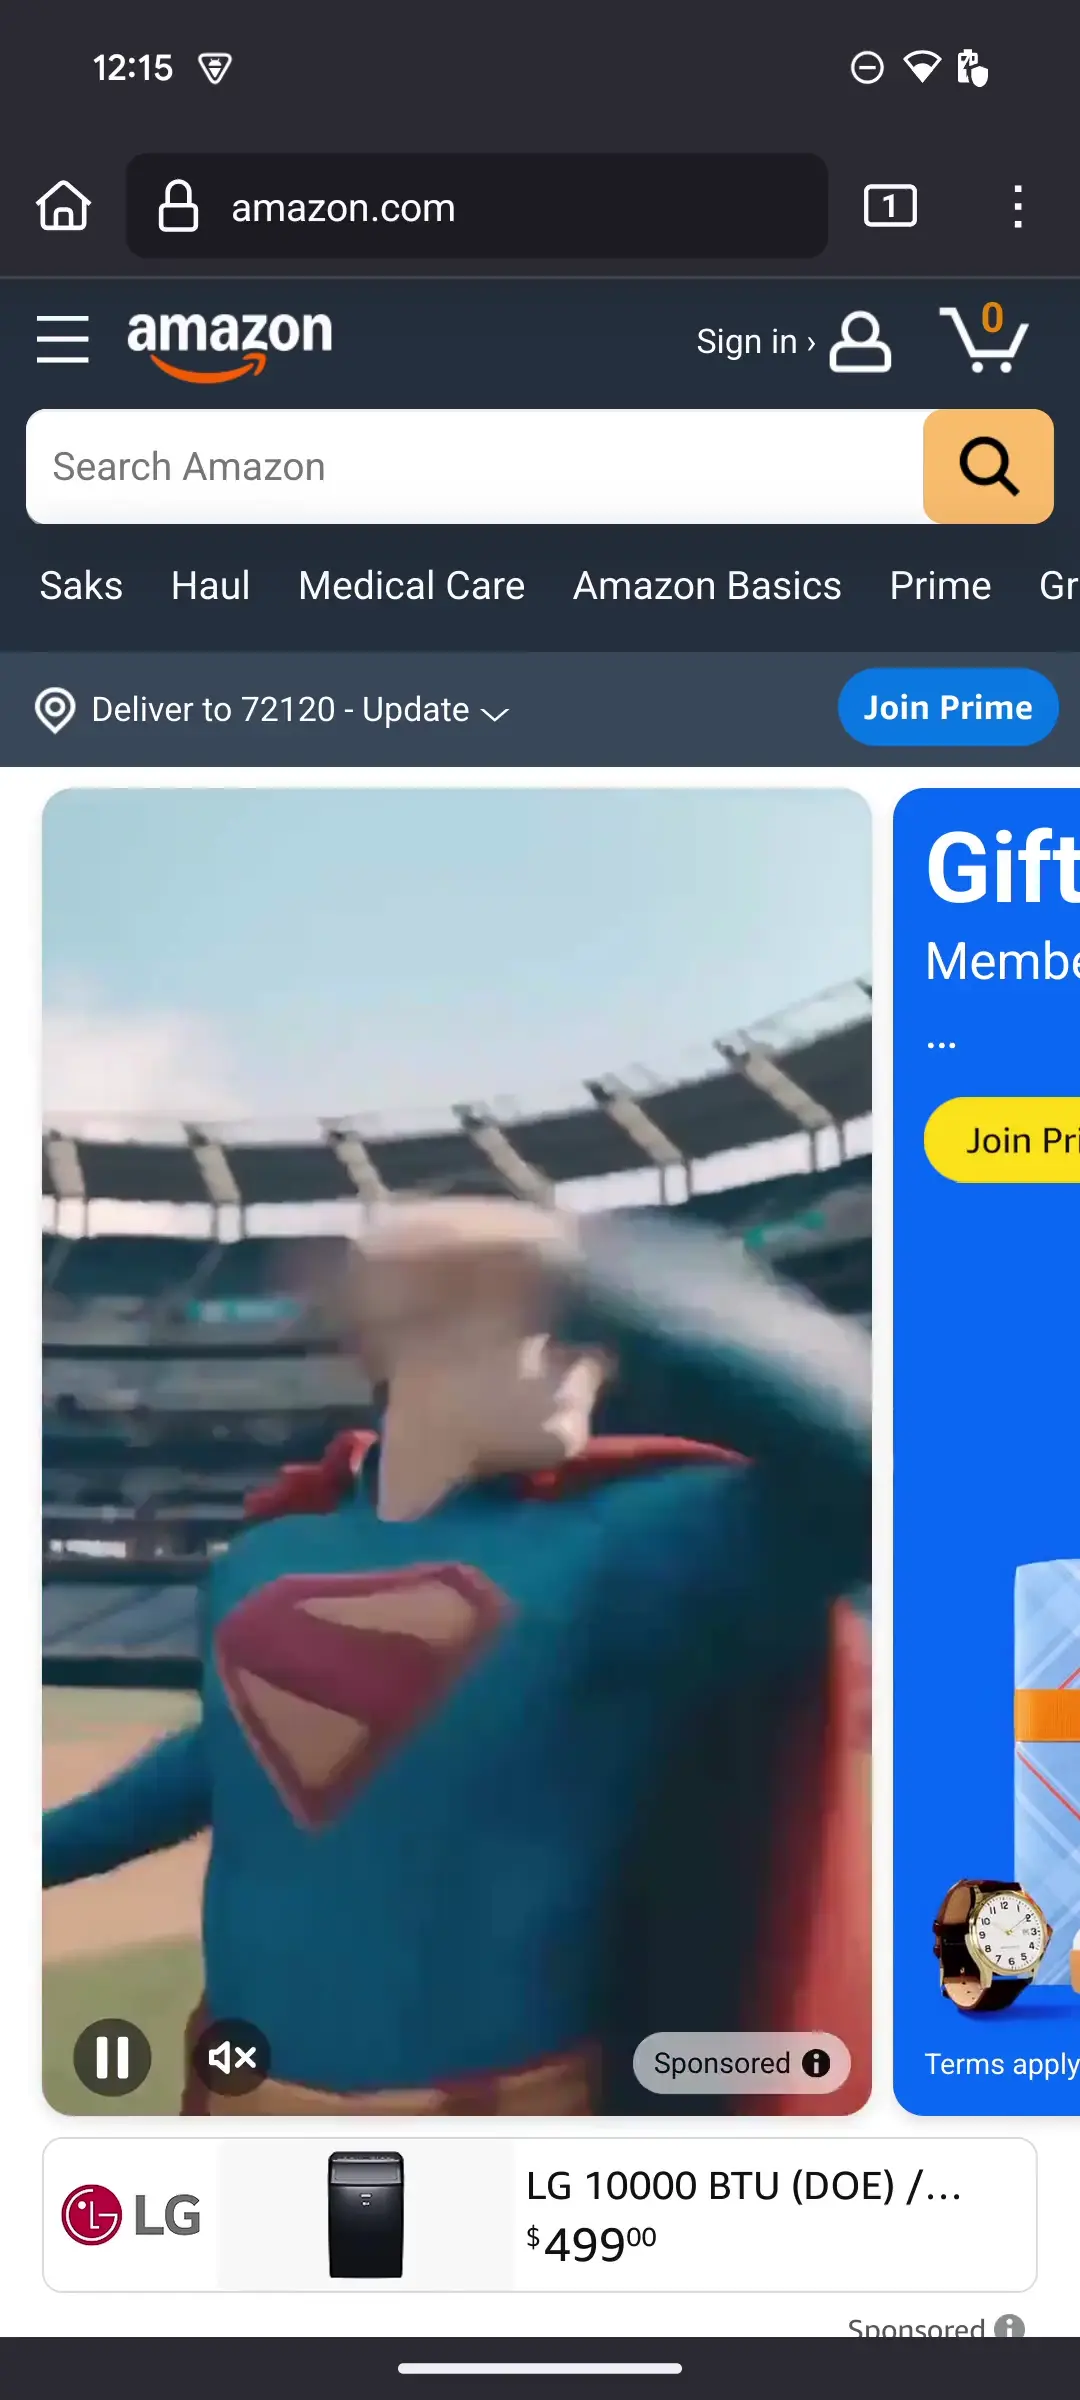 12:15
amazon.com
1
amazon
Sign in ›
0
Search Amazon
Saks Haul Medical Care Amazon Basics Prime Gr
Deliver to 72120 - Update
Join Prime
Gift
Membe
...
Join Pri
Terms apply
Sponsored
LG
LG 10000 BTU (DOE) /...
$49900
Sponsored